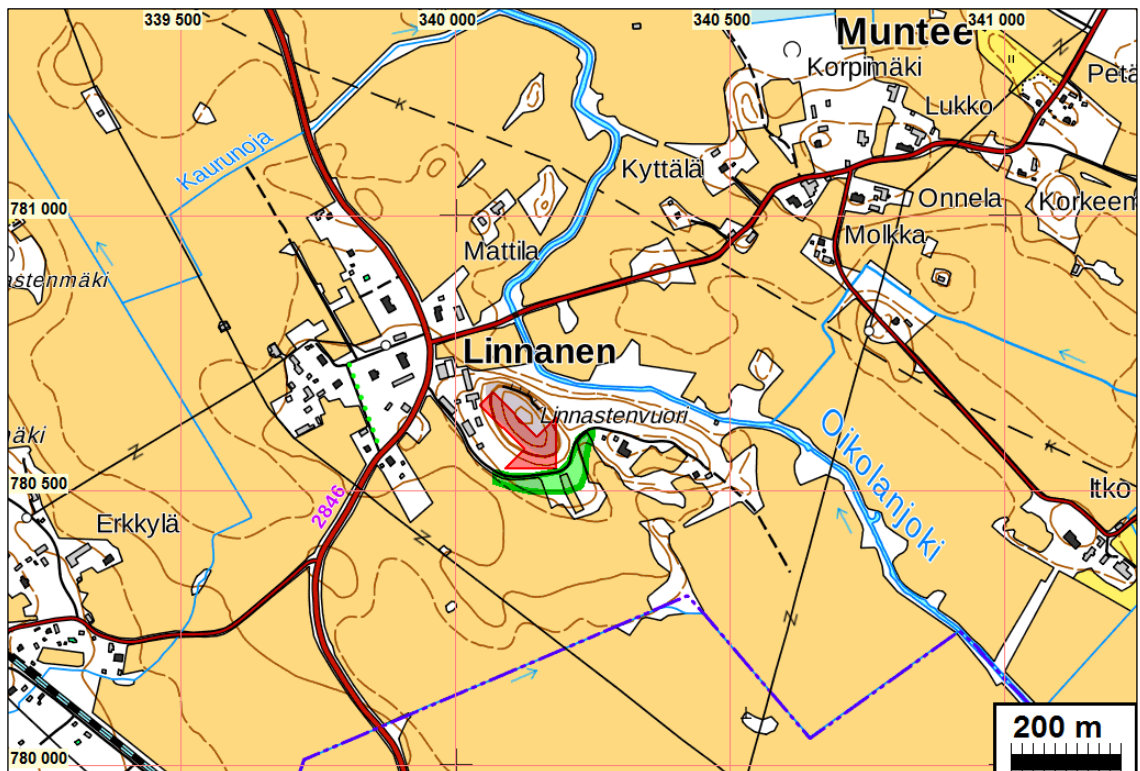 339 500
340 000
340 500
341 000
Muntee
Korpimäki
Petä
Lukko
K
N
Kaurunoja
Kyttälä
Onnela
Korkeem
781 000
Mattila
Molkka
astenmäki
Linnanen
Linnastenvuori
Oikolanjoki
äki
N
K
780 500
2846
Itko
Erkkylä
N
N
780 000
200 m